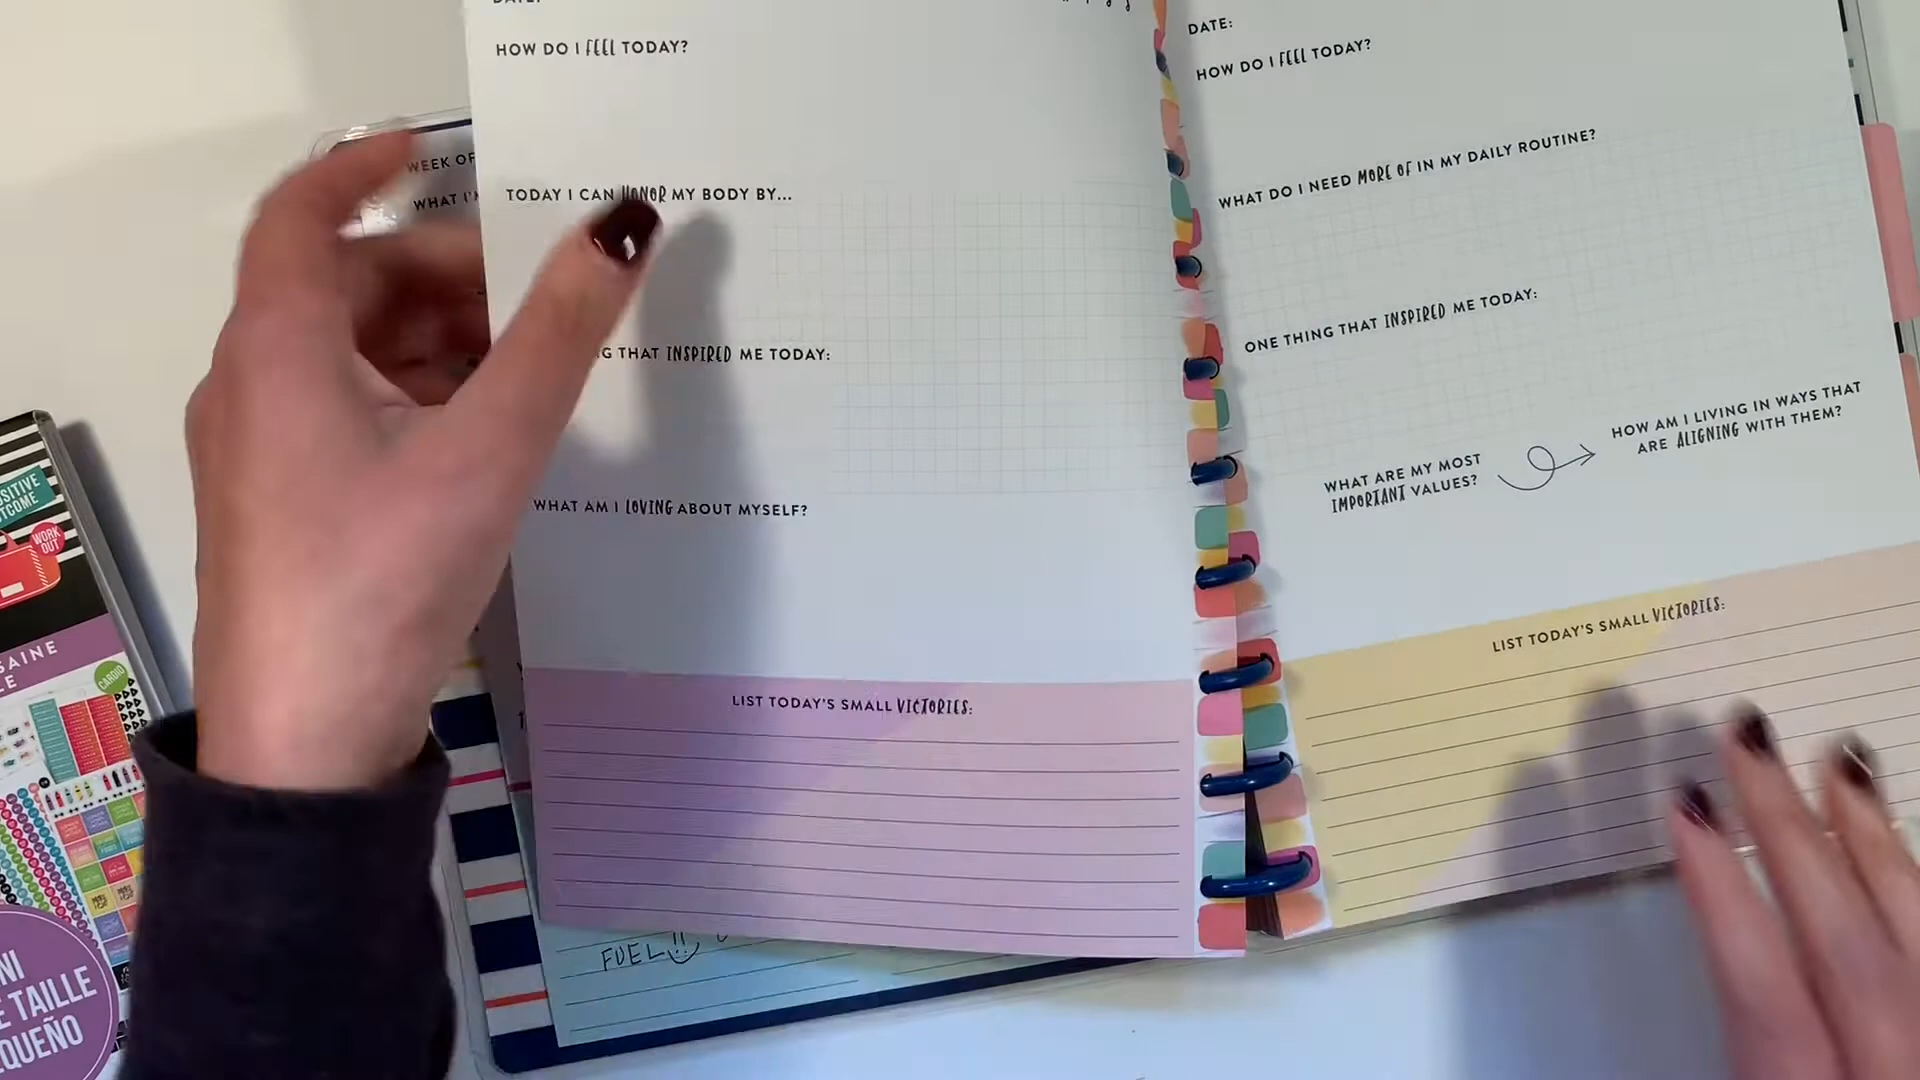 HOW DO I FEEL TODAY?
TODAY I CAN HONOR MY BODY BY...
THAT INSPIRED ME TODAY:
WHAT AM I LOVING ABOUT MYSELF?
LIST TODAY'S SMALL VICTORIES:
DATE:
HOW DO I FEEL TODAY?
WHAT DO I NEED MORE OF IN MY DAILY ROUTINE?
ONE THING THAT INSPIRED ME TODAY:
WHAT ARE MY MOST
IMPORTANT VALUES?
HOW AM I LIVING IN WAYS THAT
ARE ALIGNING WITH THEM?
LIST TODAY'S SMALL VICTORIES:
WEEK OF
WHAT I'
FUEL!!
WORK
OUT
CARDIO
TAILLE